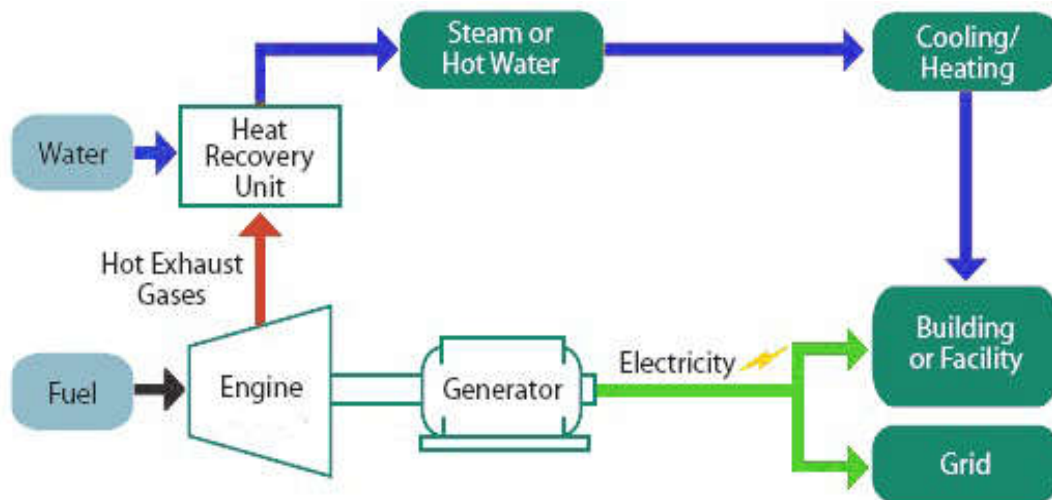 Steam or
Hot Water
Cooling/
Heating
Water
Heat
Recovery
Unit
Hot Exhaust
Gases
Fuel
Engine
Generator
Electricity
Building
or Facility
Grid